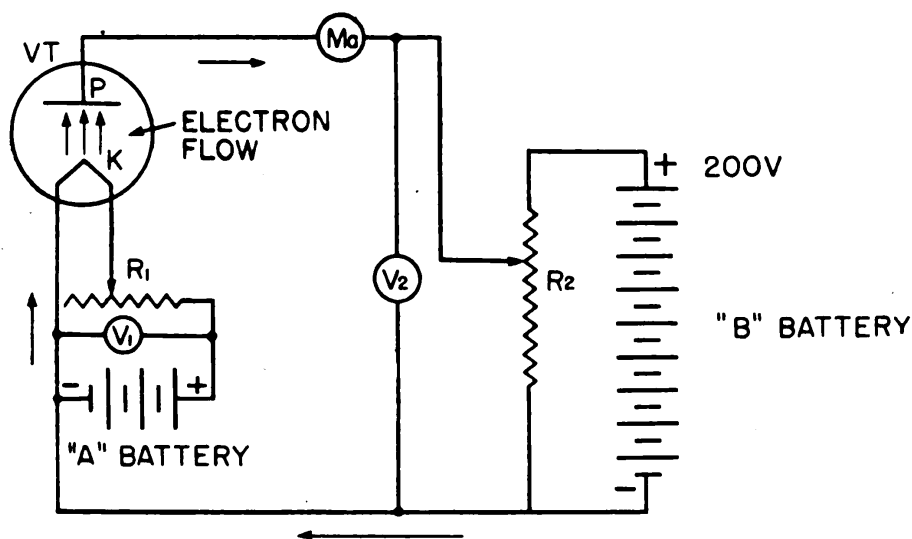 VT
Ma
P
ELECTRON
FLOW
K
+ 200V
R1
V2
R2
V1
"B" BATTERY
- +
"A" BATTERY
-